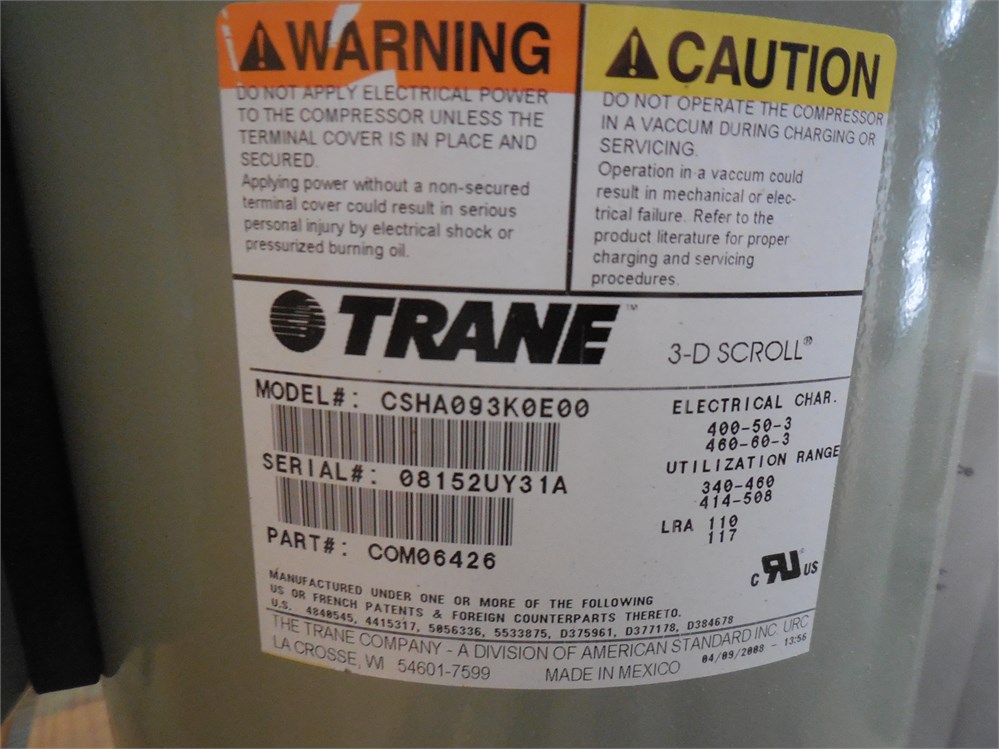 WARNING
DO NOT APPLY ELECTRICAL POWER
TO THE COMPRESSOR UNLESS THE
TERMINAL COVER IS IN PLACE AND
SECURED.
Applying power without a non-secured
terminal cover could result in serious
personal injury by electrical shock or
pressurized burning oil.
CAUTION
DO NOT OPERATE THE COMPRESSOR
IN A VACCUM DURING CHARGING OR
SERVICING.
Operation in a vaccum could
result in mechanical or elec-
trical failure. Refer to the
product literature for proper
charging and servicing
procedures.
TRANE™
3-D SCROLL®
MODEL#: CSHA093K0E00
SERIAL#: 08152UY31A
PART#: COM06426
ELECTRICAL CHAR.
400-50-3
460-60-3
UTILIZATION RANGE
340-460
414-508
LRA 110
117
C RU US
MANUFACTURED UNDER ONE OR MORE OF THE FOLLOWING
US OR FRENCH PATENTS & FOREIGN COUNTERPARTS THERETO.
U.S. 4840545, 4415317, 5056336, 5533875, D375961, D377178, D384678
THE TRANE COMPANY - A DIVISION OF AMERICAN STANDARD INC. URC
LA CROSSE, WI 54601-7599 MADE IN MEXICO 04/09/2008 - 13:56